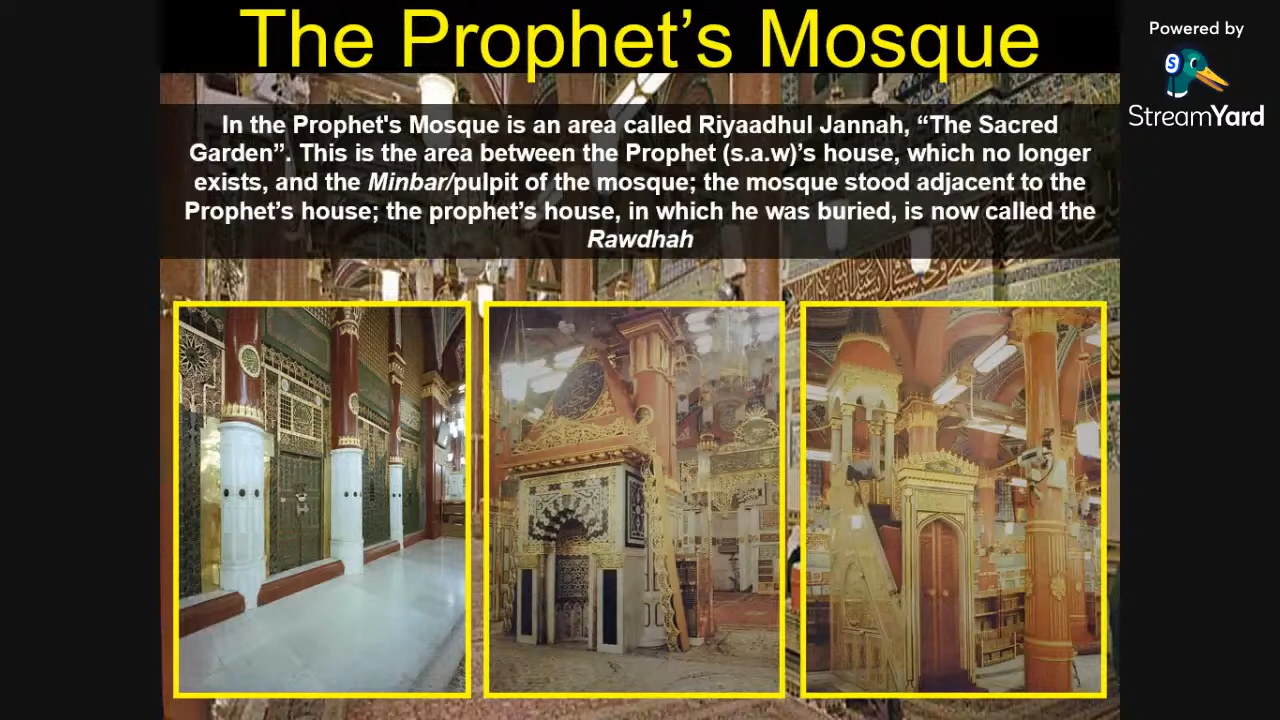 The Prophet’s Mosque
Powered by
StreamYard
In the Prophet's Mosque is an area called Riyaadhul Jannah, “The Sacred
Garden”. This is the area between the Prophet (s.a.w)’s house, which no longer
exists, and the Minbar/pulpit of the mosque; the mosque stood adjacent to the
Prophet’s house; the prophet’s house, in which he was buried, is now called the
Rawdhah